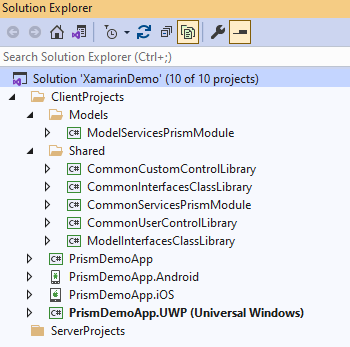 Solution Explorer
Search Solution Explorer (Ctrl+;)
Solution 'XamarinDemo' (10 of 10 projects)
ClientProjects
Models
C# ModelServicesPrismModule
Shared
C# CommonCustomControlLibrary
C# CommonInterfacesClassLibrary
C# CommonServicesPrismModule
C# CommonUserControlLibrary
C# ModelInterfacesClassLibrary
C# PrismDemoApp
PrismDemoApp.Android
PrismDemoApp.iOS
C# PrismDemoApp.UWP (Universal Windows)
ServerProjects